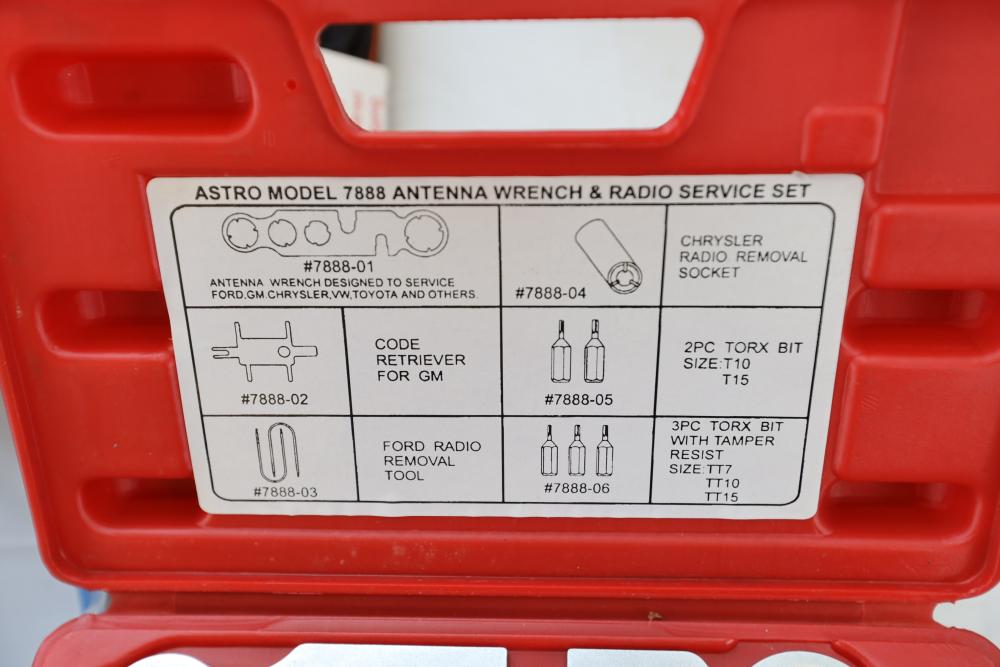 ASTRO MODEL 7888 ANTENNA WRENCH & RADIO SERVICE SET
#7888-01
ANTENNA WRENCH DESIGNED TO SERVICE
FORD,GM.CHRYSLER,VW,TOYOTA AND OTHERS.
#7888-04
CHRYSLER
RADIO REMOVAL
SOCKET
#7888-02
CODE
RETRIEVER
FOR GM
#7888-05
2PC TORX BIT
SIZE:T10
T15
#7888-03
FORD RADIO
REMOVAL
TOOL
#7888-06
3PC TORX BIT
WITH TAMPER
RESIST
SIZE:TT7
TT10
TT15